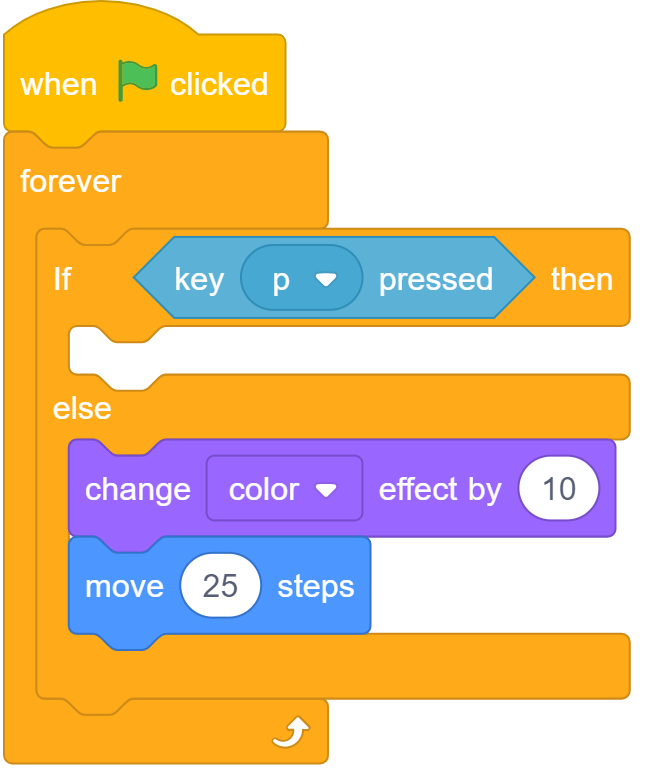 when clicked
forever
If key p pressed then
else
change color effect by 10
move 25 steps